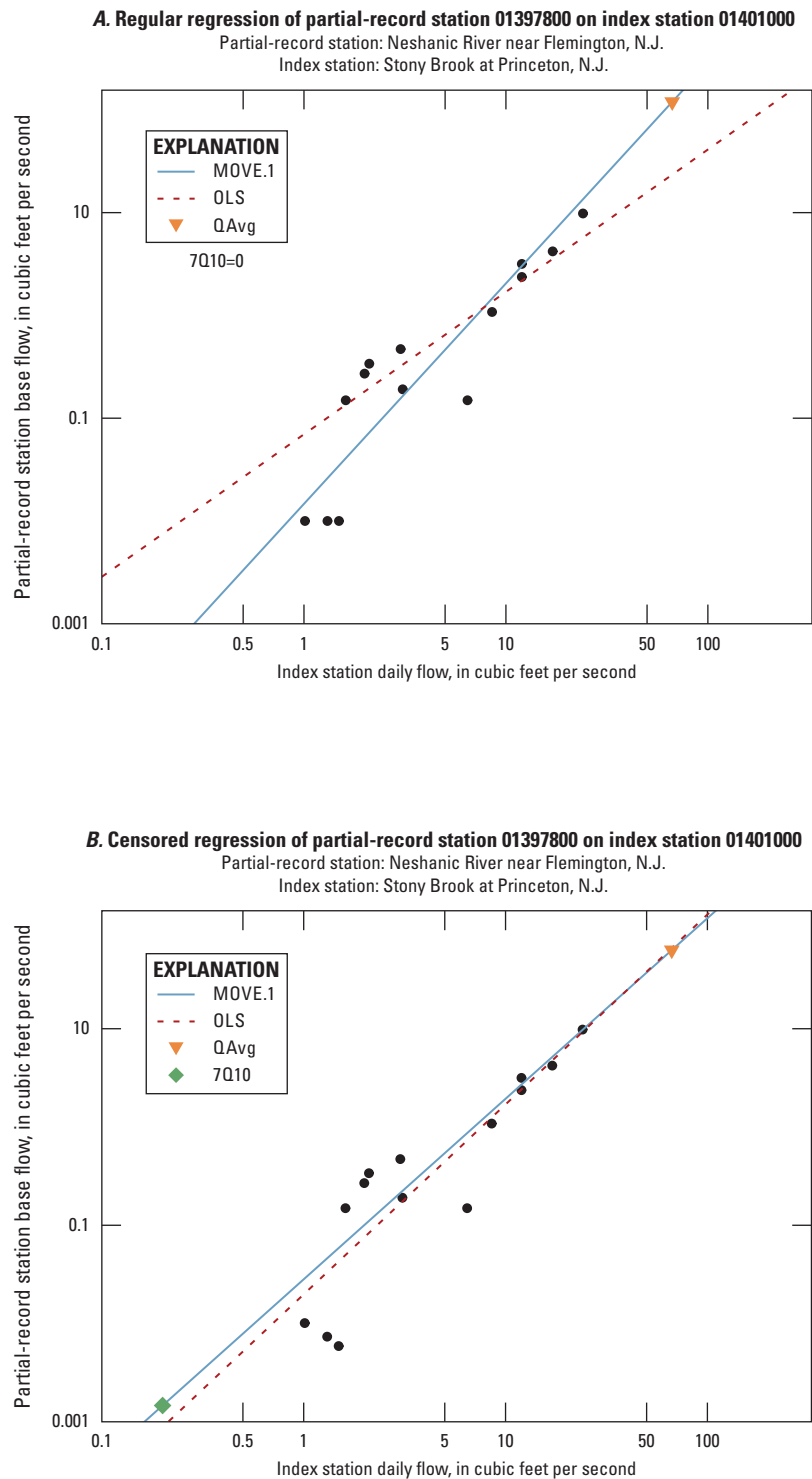 A. Regular regression of partial-record station 01397800 on index station 01401000
Partial-record station: Neshanic River near Flemington, N.J.
Index station: Stony Brook at Princeton, N.J.
Partial-record station base flow, in cubic feet per second
EXPLANATION
MOVE.1
OLS
QAvg
7Q10=0
10
0.1
0.001
0.1
0.5
1
5
10
50
100
Index station daily flow, in cubic feet per second
B. Censored regression of partial-record station 01397800 on index station 01401000
Partial-record station: Neshanic River near Flemington, N.J.
Index station: Stony Brook at Princeton, N.J.
Partial-record station base flow, in cubic feet per second
EXPLANATION
MOVE.1
OLS
QAvg
7Q10
10
0.1
0.001
0.1
0.5
1
5
10
50
100
Index station daily flow, in cubic feet per second